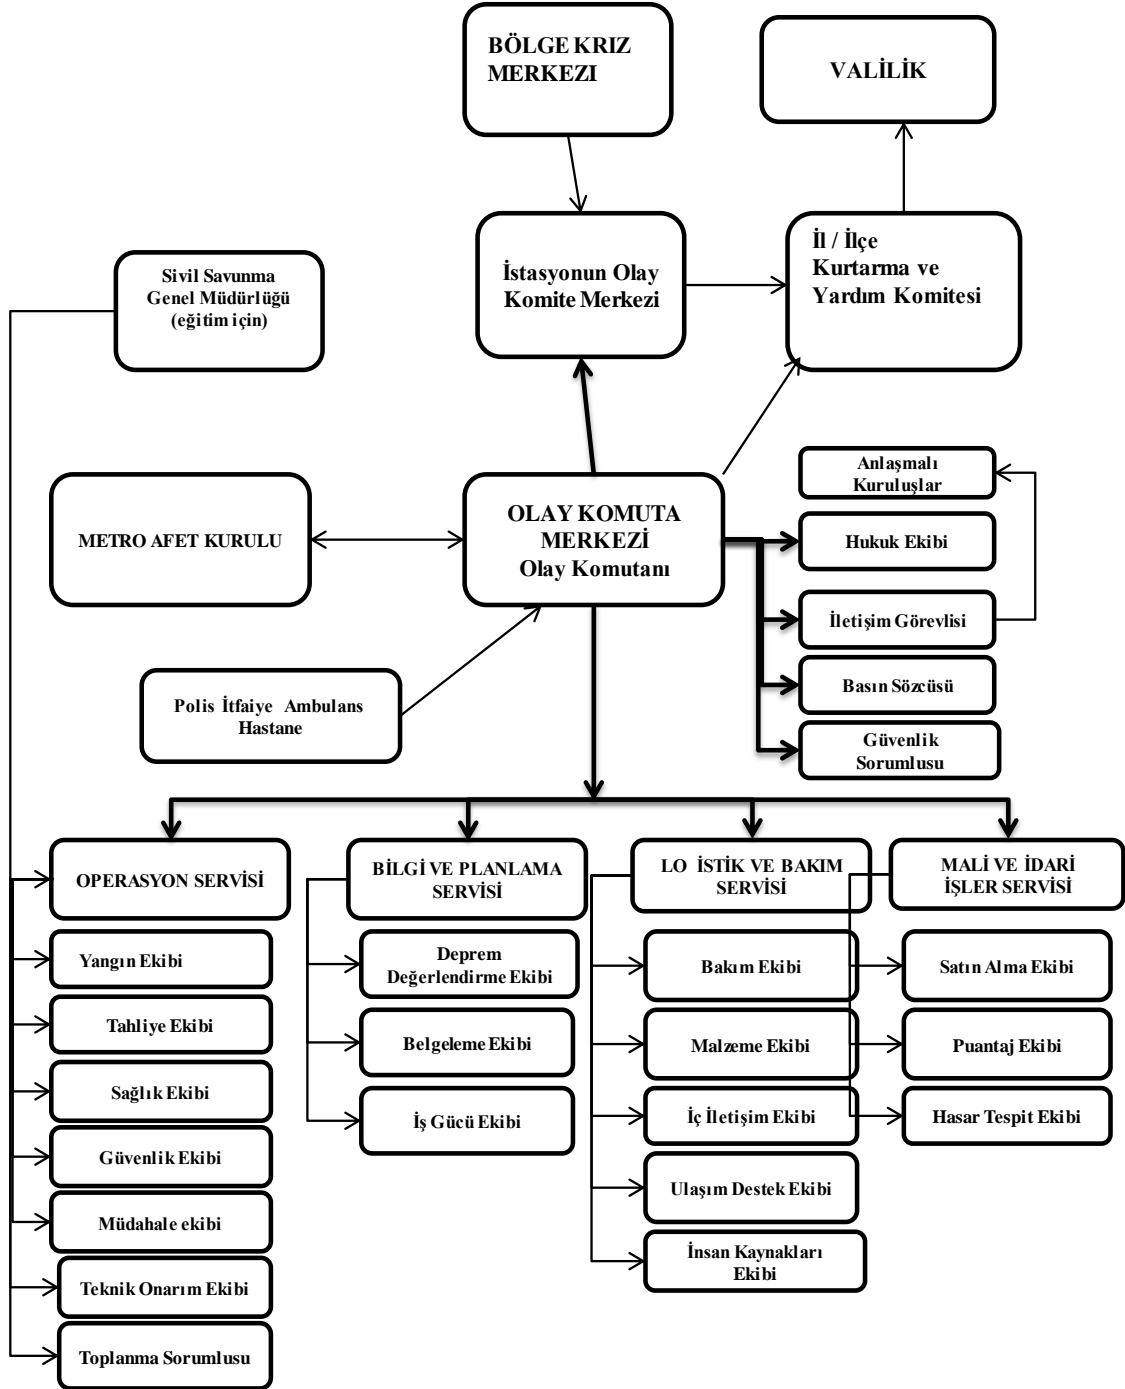 BÖLGE KRIZ
MERKEZI
VALİLİK
İstasyonun Olay
Komite Merkezi
İl / İlçe
Kurtarma ve
Yardım Komitesi
Sivil Savunma
Genel Müdürlüğü
(eğitim için)
METRO AFET KURULU
OLAY KOMUTA
MERKEZİ
Olay Komutanı
Anlaşmalı
Kuruluşlar
Hukuk Ekibi
İletişim Görevlisi
Basın Sözcüsü
Güvenlik
Sorumlusu
Polis İtfaiye Ambulans
Hastane
OPERASYON SERVİSİ
Yangın Ekibi
Tahliye Ekibi
Sağlık Ekibi
Güvenlik Ekibi
Müdahale ekibi
Teknik Onarım Ekibi
Toplanma Sorumlusu
BİLGİ VE PLANLAMA
SERVİSİ
Deprem
Değerlendirme Ekibi
Belgeleme Ekibi
İş Gücü Ekibi
LO İSTİK VE BAKIM
SERVİSİ
Bakım Ekibi
Malzeme Ekibi
İç İletişim Ekibi
Ulaşım Destek Ekibi
İnsan Kaynakları
Ekibi
MALİ VE İDARİ
İŞLER SERVİSİ
Satın Alma Ekibi
Puantaj Ekibi
Hasar Tespit Ekibi